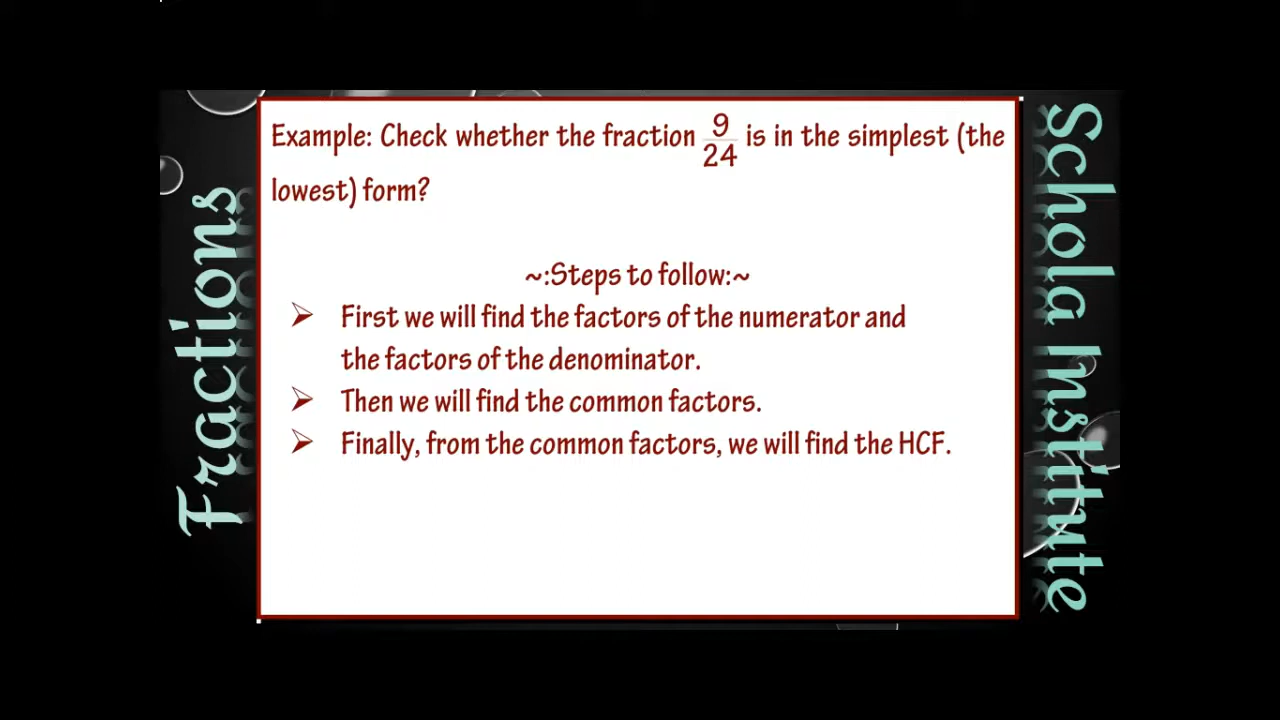 Fractions
Example: Check whether the fraction 9/24 is in the simplest (the
lowest) form?
~:Steps to follow:~
➢ First we will find the factors of the numerator and
the factors of the denominator.
➢ Then we will find the common factors.
➢ Finally, from the common factors, we will find the HCF.
Schola Institute